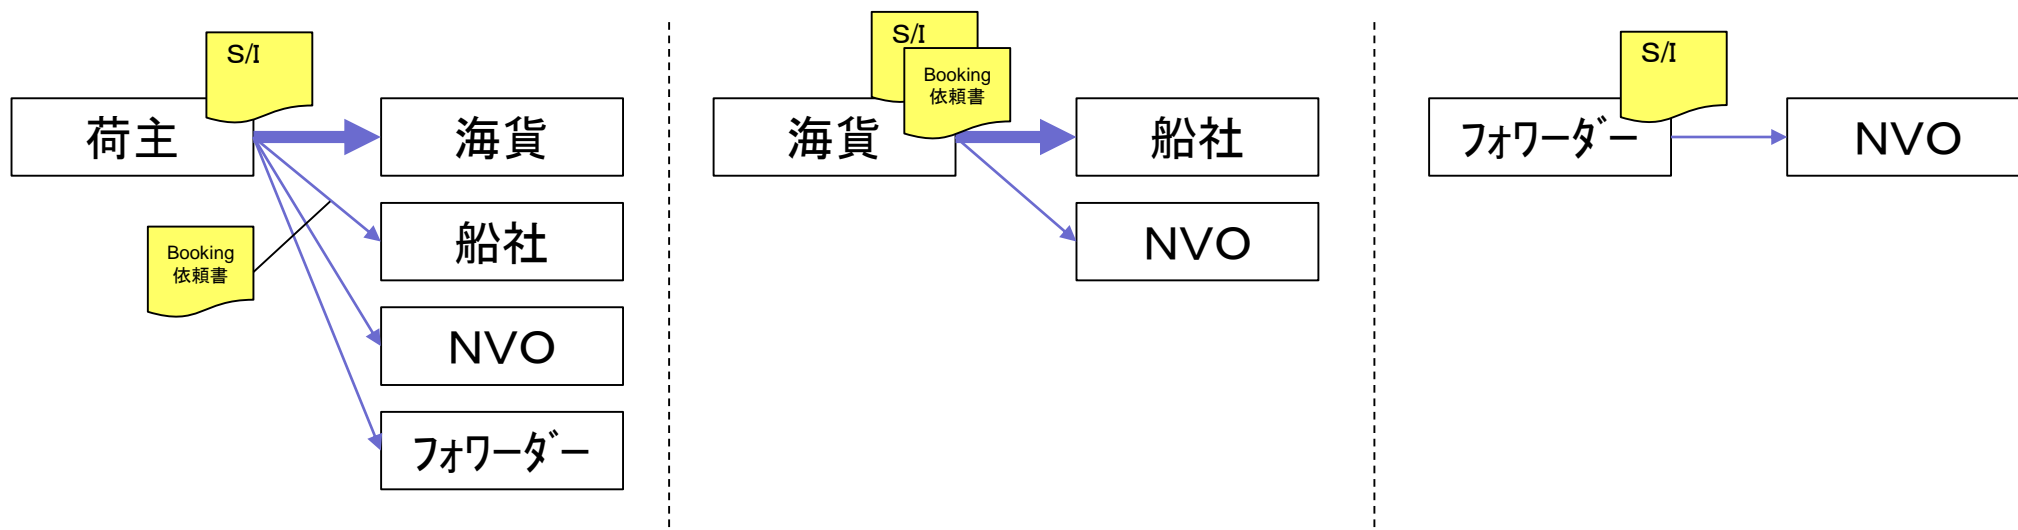 S/I
荷主
海貨
船社
NVO
フォワーダー
Booking
依頼書
S/I
Booking
依頼書
海貨
船社
NVO
S/I
フォワーダー
NVO